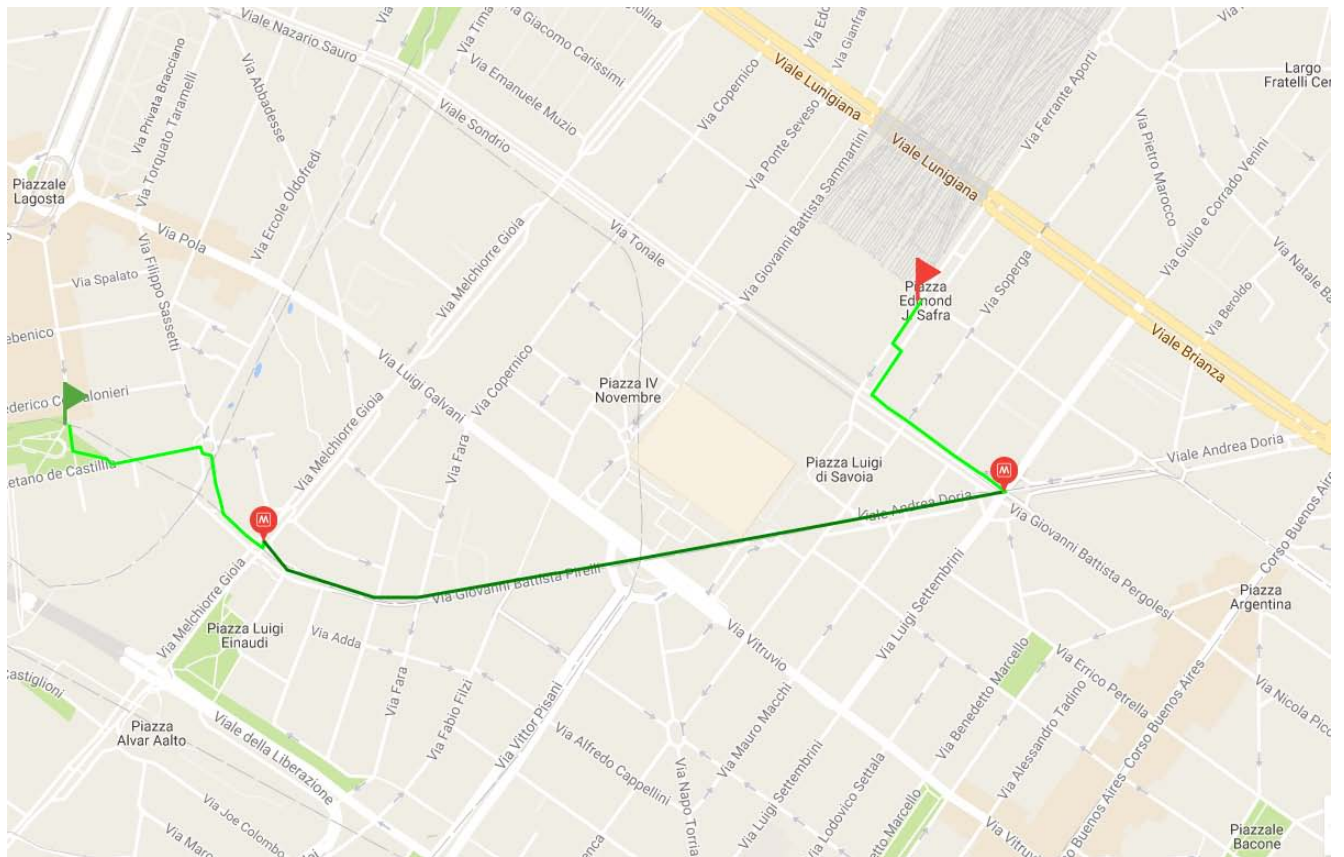 Viale Nazario Sauro
Via Giacomo Carissimi
Via Emanuele Muzio
Via Copernico
Viale Lunigiana
Via Ferrante Aporti
Largo
Via Privata Bracciano
Via Torquato Taramelli
Via Abbadesse
Viale Sondrio
Via Ponte Seveso
Via Giovanni Battista Sammartini
Viale Lunigiana
Via Pietro Marocco
Via Giulio e Corrado Venini
Piazzale
Lagosta
Via Ercole Oldofredi
Via Pola
Via Filippo Sassetti
Via Melchiorre Gioia
Via Tonale
Via Soperga
Via Beroldo
Via Spalato
Piazza
Edmond
J. Safra
Viale Brianza
Via Luigi Galvani
Via Copernico
Piazza IV
Novembre
Via Melchiorre Gioia
Via Fara
Piazza Luigi
di Savoia
Viale Andrea Doria
Viale Andrea Doria
M
M
Via Giovanni Battista Pergolesi
Corso Buenos Aires
Via Melchiorre Gioia
Via Giovanni Battista Pirelli
Via Luigi Settembrini
Piazza
Argentina
Piazza Luigi
Einaudi
Via Adda
Via Fara
Via Vitruvio
Via Benedetto Marcello
Via Errico Petrella
Castiglioni
Piazza
Alvar Aalto
Viale della Liberazione
Via Fabio Filzi
Via Vittor Pisani
Via Alfredo Cappellini
Via Mauro Macchi
Via Alessandro Tadino
Corso Buenos Aires
Corso Buenos Aires
Via Joe Colombo
Via Luigi Settembrini
Via Lodovico Settala
Piazzale
Bacone